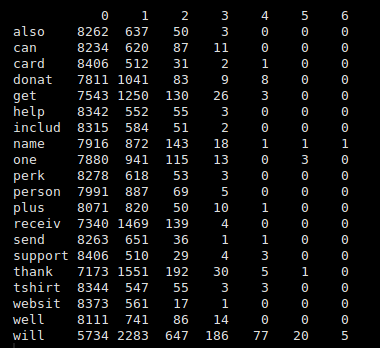 0 1 2 3 4 5 6
also 8262 637 50 3 0 0 0
can 8234 620 87 11 0 0 0
card 8406 512 31 2 1 0 0
donat 7811 1041 83 9 8 0 0
get 7543 1250 130 26 3 0 0
help 8342 552 55 3 0 0 0
includ 8315 584 51 2 0 0 0
name 7916 872 143 18 1 1 1
one 7880 941 115 13 0 3 0
perk 8278 618 53 3 0 0 0
person 7991 887 69 5 0 0 0
plus 8071 820 50 10 1 0 0
receiv 7340 1469 139 4 0 0 0
send 8263 651 36 1 1 0 0
support 8406 510 29 4 3 0 0
thank 7173 1551 192 30 5 1 0
tshirt 8344 547 55 3 3 0 0
websit 8373 561 17 1 0 0 0
well 8111 741 86 14 0 0 0
will 5734 2283 647 186 77 20 5